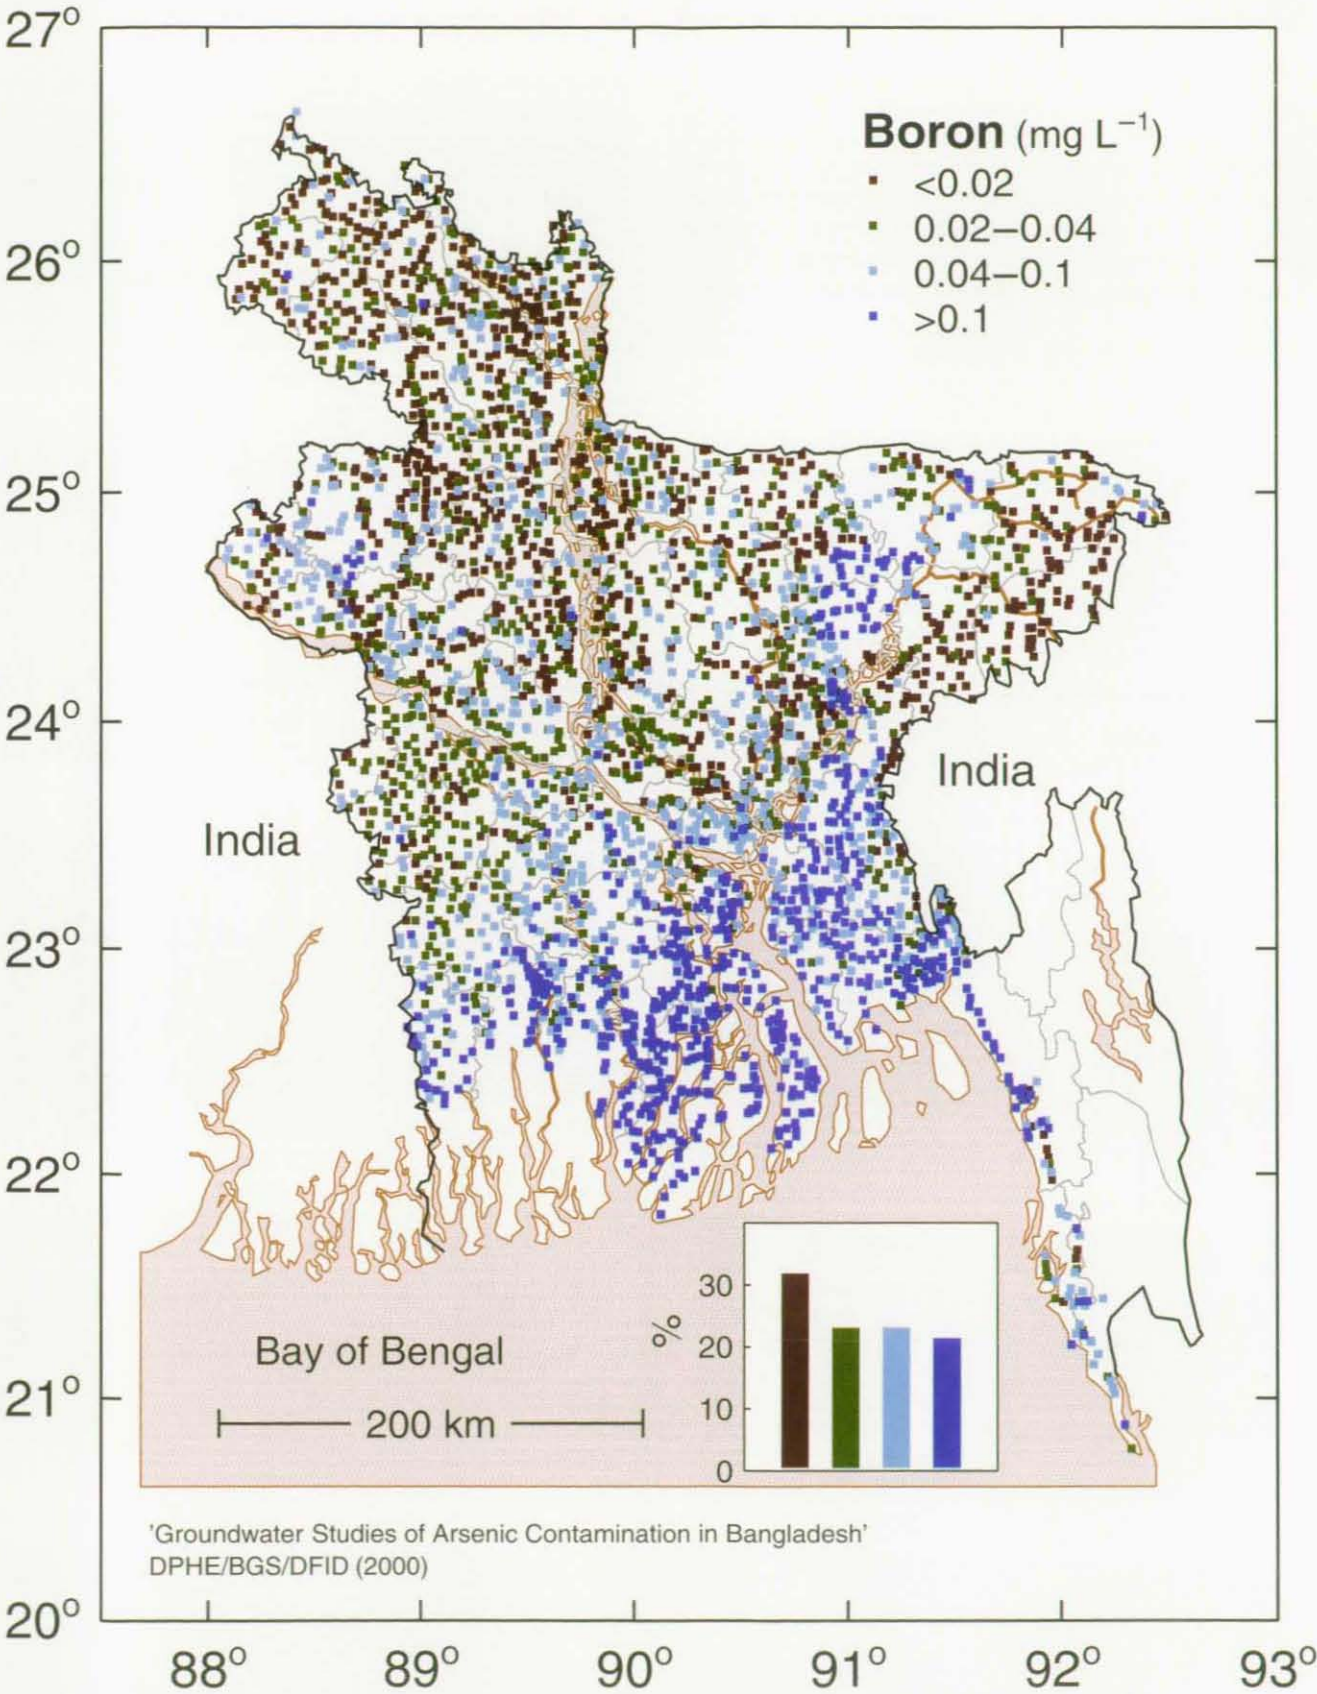 27°
Boron (mg L⁻¹)
<0.02
0.02–0.04
26°
0.04–0.1
>0.1
25°
24°
India
India
23°
22°
30
%
20
Bay of Bengal
21°
10
200 km
0
'Groundwater Studies of Arsenic Contamination in Bangladesh'
DPHE/BGS/DFID (2000)
20°
88° 89° 90° 91° 92° 93°